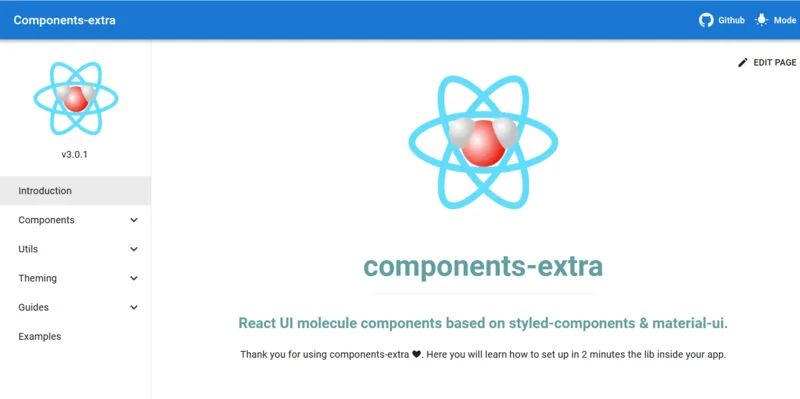 Components-extra
Github
Mode
EDIT PAGE
v3.0.1
Introduction
Components
Utils
Theming
Guides
Examples
components-extra
React UI molecule components based on styled-components & material-ui.
Thank you for using components-extra 🖤. Here you will learn how to set up in 2 minutes the lib inside your app.